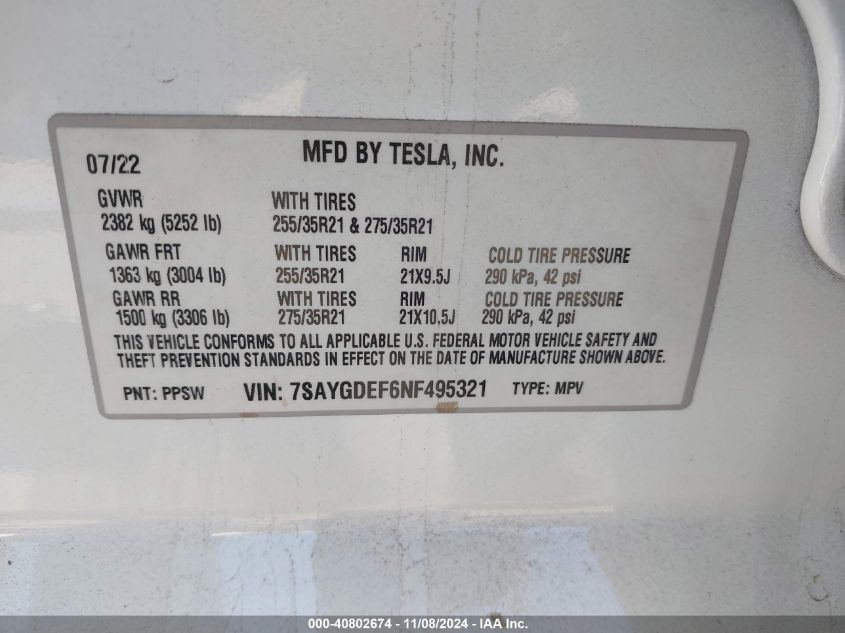 07/22 MFD BY TESLA, INC.
GVWR WITH TIRES
2382 kg (5252 lb) 255/35R21 & 275/35R21
GAWR FRT WITH TIRES RIM COLD TIRE PRESSURE
1363 kg (3004 lb) 255/35R21 21X9.5J 290 kPa, 42 psi
GAWR RR WITH TIRES RIM COLD TIRE PRESSURE
1500 kg (3306 lb) 275/35R21 21X10.5J 290 kPa, 42 psi
THIS VEHICLE CONFORMS TO ALL APPLICABLE U.S. FEDERAL MOTOR VEHICLE SAFETY AND
THEFT PREVENTION STANDARDS IN EFFECT ON THE DATE OF MANUFACTURE SHOWN ABOVE.
PNT: PPSW VIN: 7SAYGDEF6NF495321 TYPE: MPV
000-40802674 - 11/08/2024 - IAA Inc.